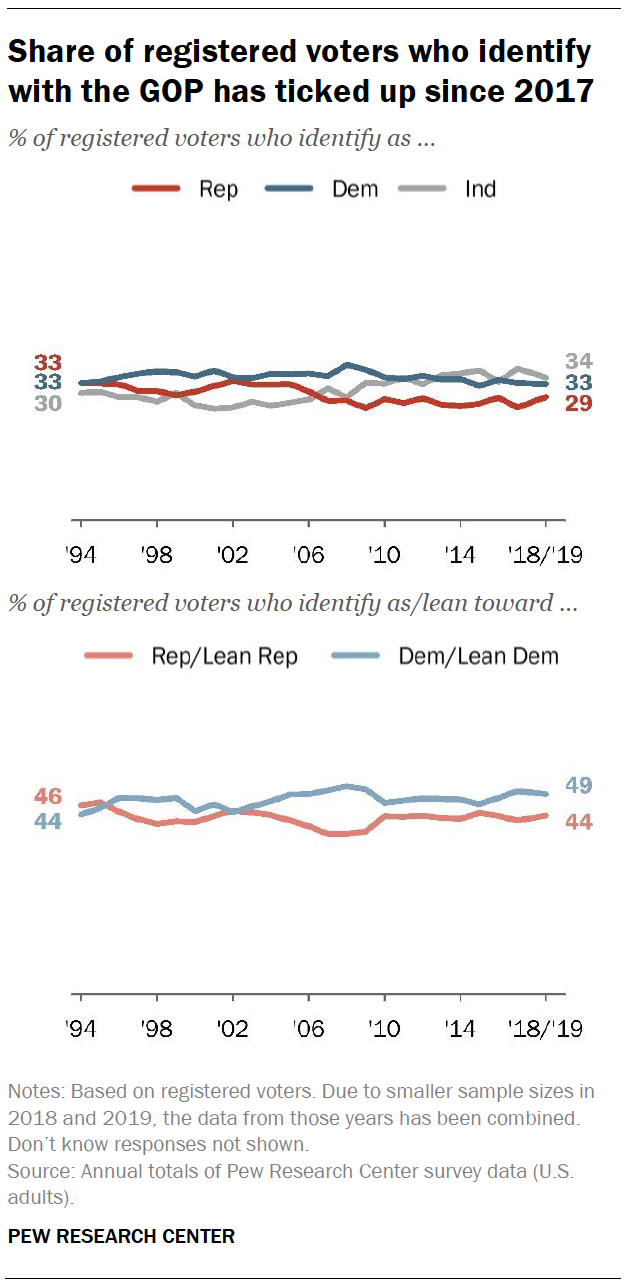 Share of registered voters who identify
with the GOP has ticked up since 2017
% of registered voters who identify as ...
Rep Dem Ind
33
33
30
34
33
29
'94 '98 '02 '06 '10 '14 '18/'19
% of registered voters who identify as/lean toward ...
Rep/Lean Rep Dem/Lean Dem
46
44
49
44
'94 '98 '02 '06 '10 '14 '18/'19
Notes: Based on registered voters. Due to smaller sample sizes in
2018 and 2019, the data from those years has been combined.
Don't know responses not shown.
Source: Annual totals of Pew Research Center survey data (U.S.
adults).
PEW RESEARCH CENTER